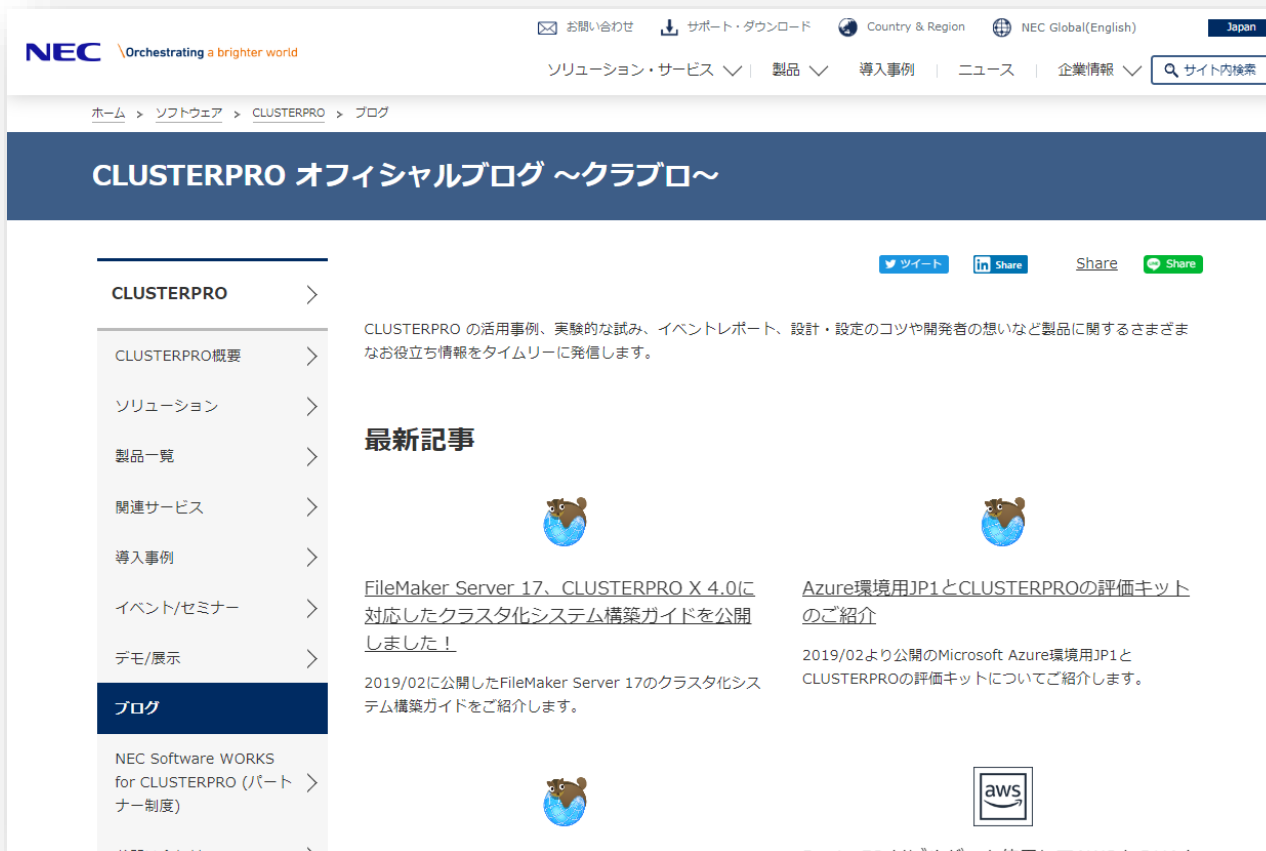 お問い合わせ サポート・ダウンロード Country & Region NEC Global(English) Japan
NEC \Orchestrating a brighter world
ソリューション・サービス 製品 導入事例 ニュース 企業情報 サイト内検索
ホーム > ソフトウェア > CLUSTERPRO > ブログ
CLUSTERPRO オフィシャルブログ ～クラブロ～
ツイート in Share Share Share
CLUSTERPRO
CLUSTERPRO概要
ソリューション
製品一覧
関連サービス
導入事例
イベント/セミナー
デモ/展示
ブログ
NEC Software WORKS
for CLUSTERPRO (パート
ナー制度)
CLUSTERPRO の活用事例、実験的な試み、イベントレポート、設計・設定のコツや開発者の想いなど製品に関するさまざま
なお役立ち情報をタイムリーに発信します。
最新記事
FileMaker Server 17、CLUSTERPRO X 4.0に
対応したクラスタ化システム構築ガイドを公開
しました！
2019/02に公開したFileMaker Server 17のクラスタ化シス
テム構築ガイドをご紹介します。
Azure環境用JP1とCLUSTERPROの評価キット
のご紹介
2019/02より公開のMicrosoft Azure環境用JP1と
CLUSTERPROの評価キットについてご紹介します。
aws